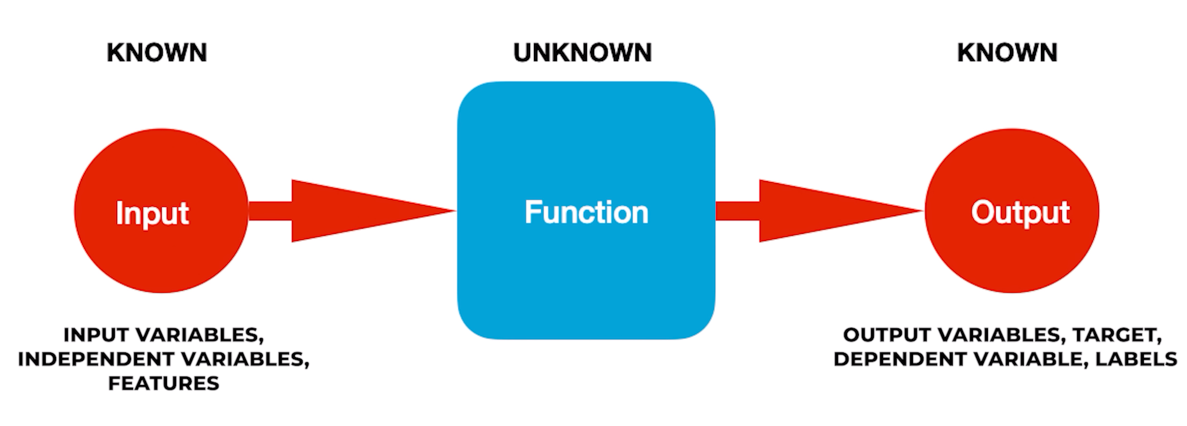 KNOWN
UNKNOWN
KNOWN
Input
Function
Output
INPUT VARIABLES,
INDEPENDENT VARIABLES,
FEATURES
OUTPUT VARIABLES, TARGET,
DEPENDENT VARIABLE, LABELS